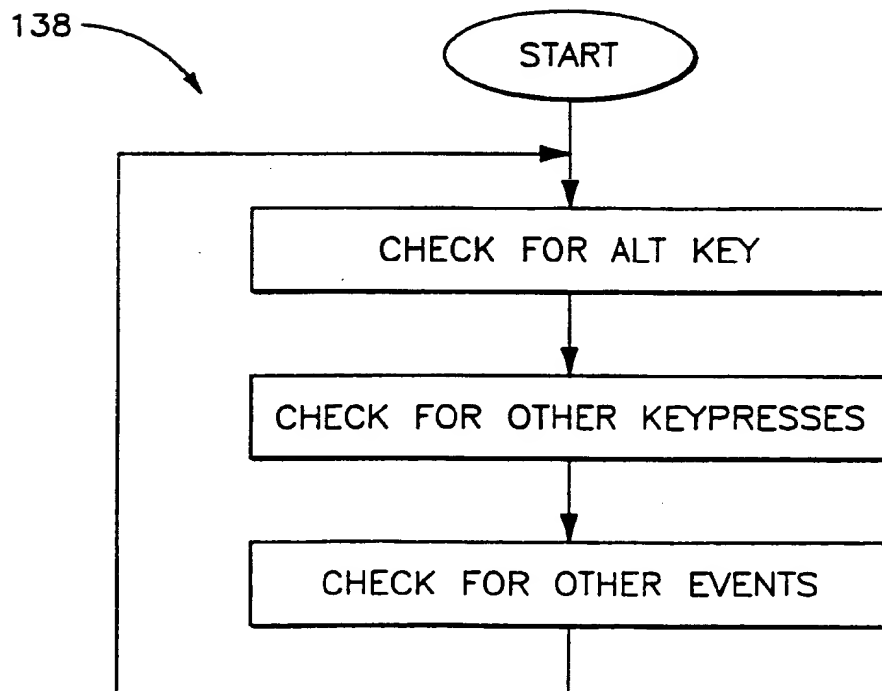 138
START
CHECK FOR ALT KEY
CHECK FOR OTHER KEYPRESSES
CHECK FOR OTHER EVENTS